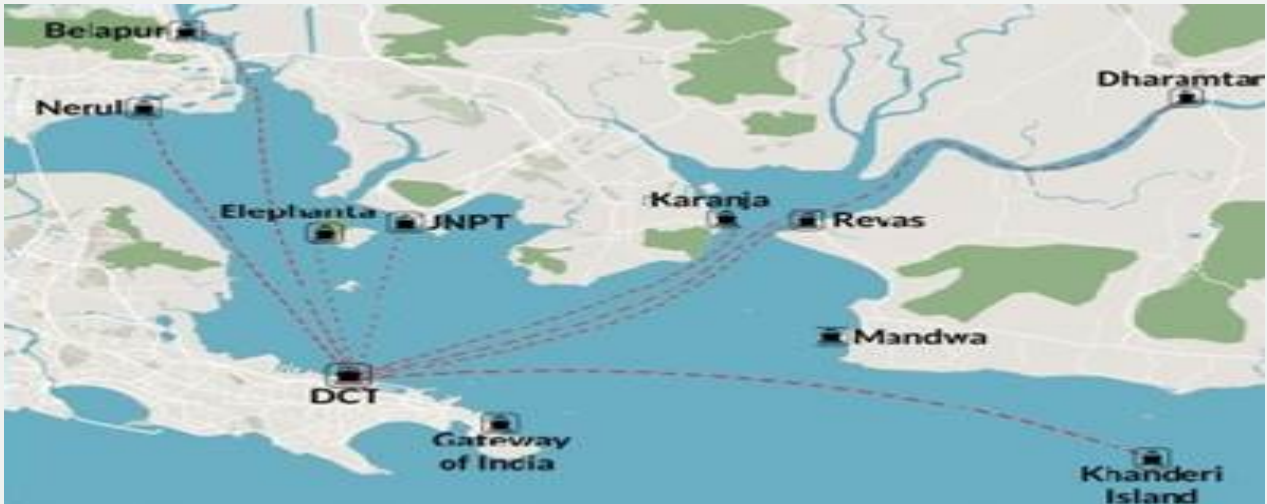 Belapur
Dharamtar
Nerul
Elephanta
JNPT
Karanja
Revas
Mandwa
DCT
Gateway
of India
Khanderi
Island